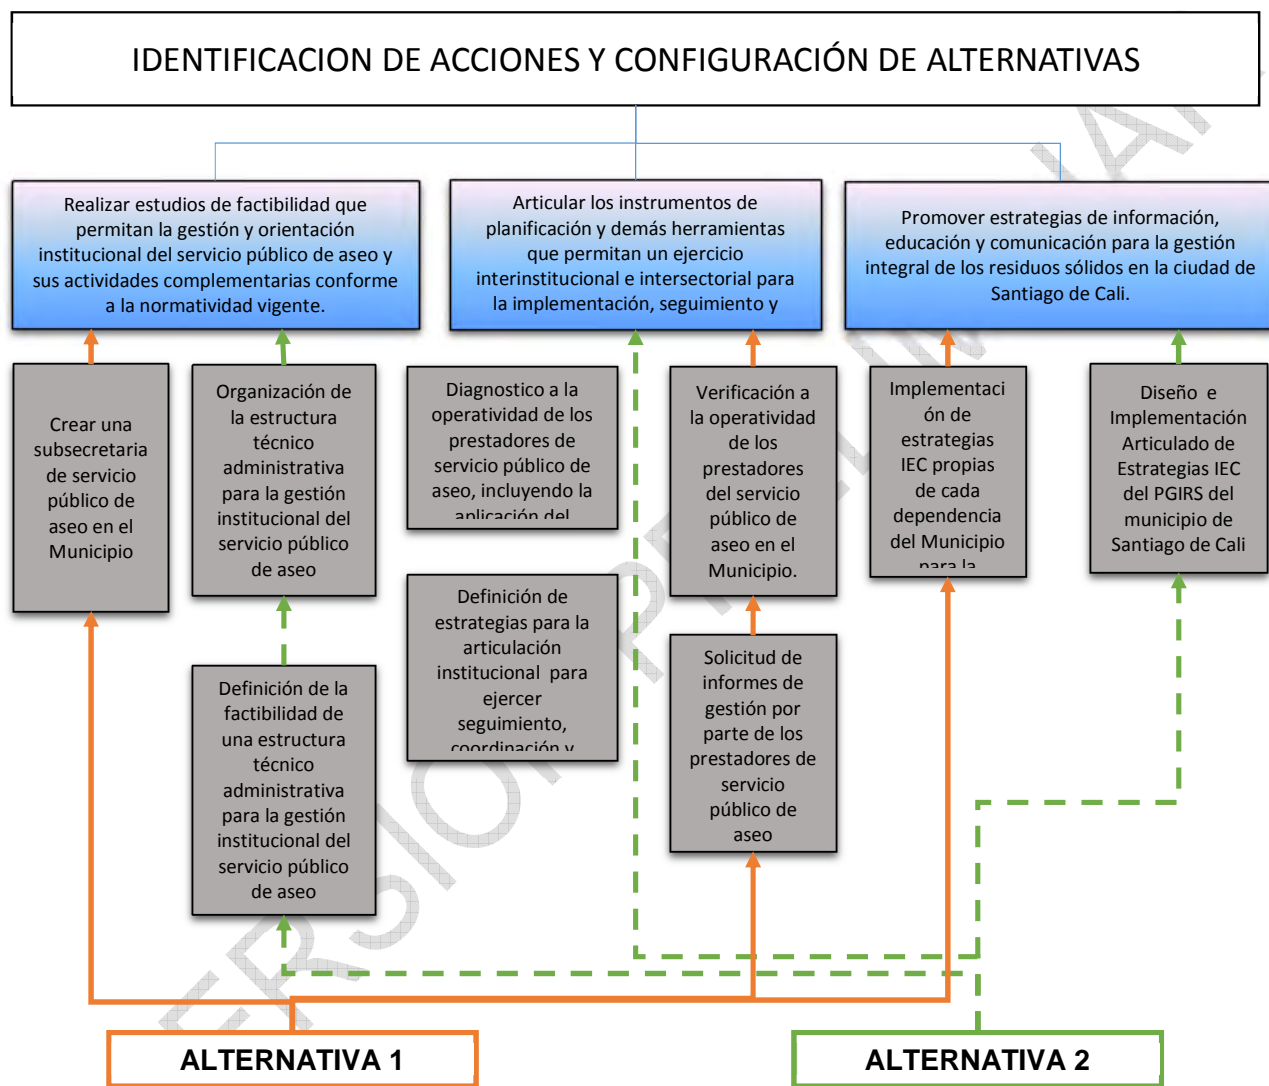 IDENTIFICACION DE ACCIONES Y CONFIGURACIÓN DE ALTERNATIVAS
Realizar estudios de factibilidad que
permitan la gestión y orientación
institucional del servicio público de aseo y
sus actividades complementarias conforme
a la normatividad vigente.
Articular los instrumentos de
planificación y demás herramientas
que permitan un ejercicio
interinstitucional e intersectorial para
la implementación, seguimiento y
Promover estrategias de información,
educación y comunicación para la gestión
integral de los residuos sólidos en la ciudad de
Santiago de Cali.
Crear una
subsecretaria
de servicio
público de
aseo en el
Municipio
Organización de
la estructura
técnico
administrativa
para la gestión
institucional del
servicio público
de aseo
Diagnostico a la
operatividad de los
prestadores de
servicio público de
aseo, incluyendo la
aplicación del
Verificación a
la operatividad
de los
prestadores
del servicio
público de
aseo en el
Municipio.
Implementaci
ón de
estrategias
IEC propias
de cada
dependencia
del Municipio
para la
Diseño e
Implementación
Articulado de
Estrategias IEC
del PGIRS del
municipio de
Santiago de Cali
Definición de la
factibilidad de
una estructura
técnico
administrativa
para la gestión
institucional del
servicio público
de aseo
Definición de
estrategias para la
articulación
institucional para
ejercer
seguimiento,
coordinación y
Solicitud de
informes de
gestión por
parte de los
prestadores de
servicio
público de
aseo
ALTERNATIVA 1
ALTERNATIVA 2